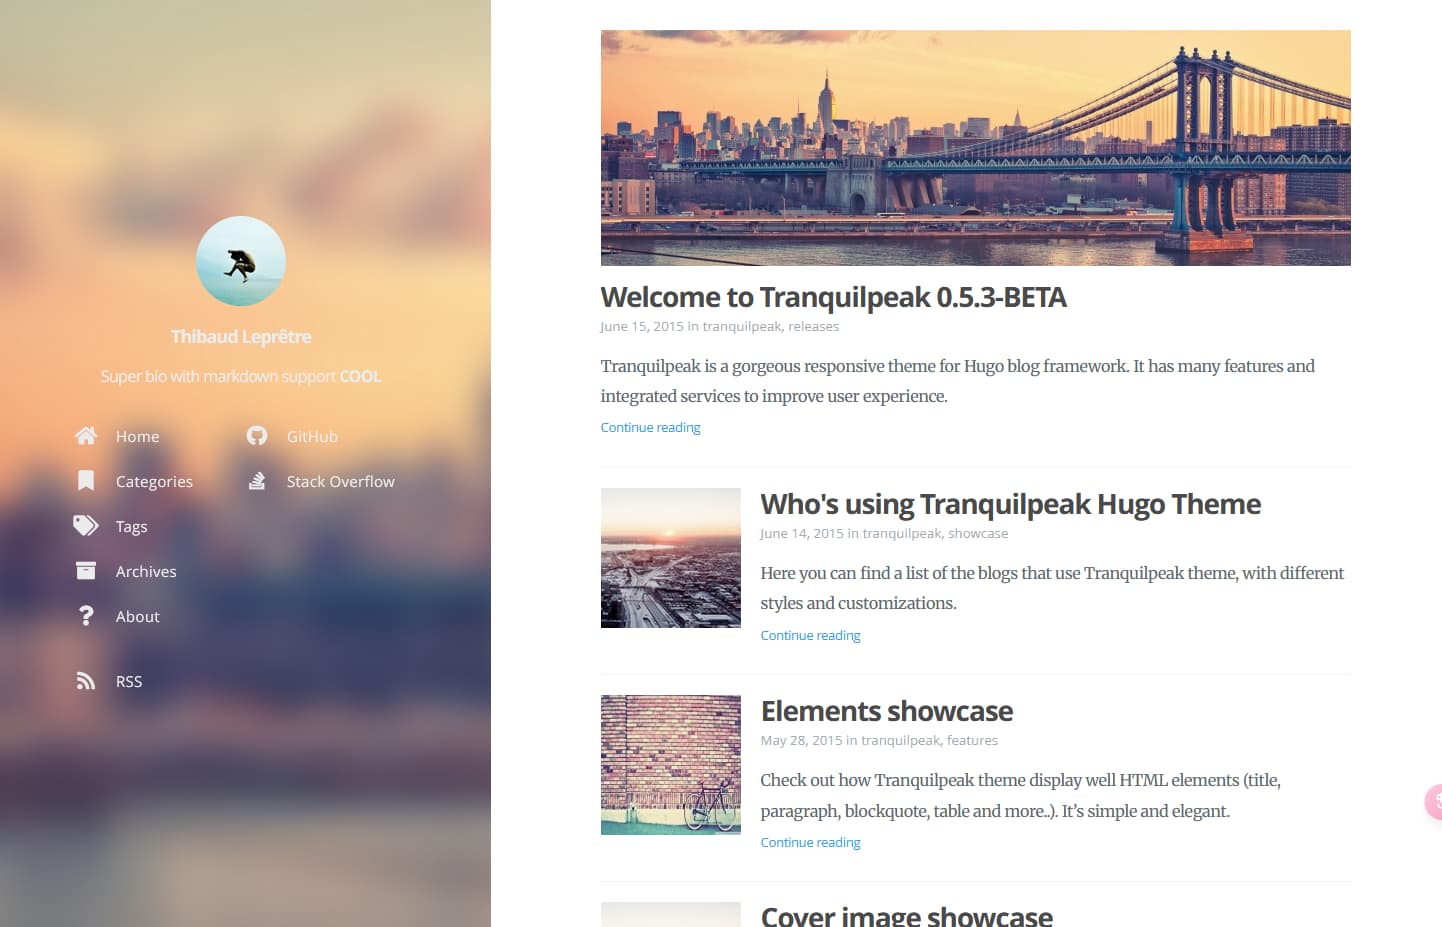 Thibaud Leprêtre
Super bio with markdown support COOL
Home
Categories
Tags
Archives
About
RSS
GitHub
Stack Overflow
Welcome to Tranquilpeak 0.5.3-BETA
June 15, 2015 in tranquilpeak, releases
Tranquilpeak is a gorgeous responsive theme for Hugo blog framework. It has many features and
integrated services to improve user experience.
Continue reading
Who's using Tranquilpeak Hugo Theme
June 14, 2015 in tranquilpeak, showcase
Here you can find a list of the blogs that use Tranquilpeak theme, with different
styles and customizations.
Continue reading
Elements showcase
May 28, 2015 in tranquilpeak, features
Check out how Tranquilpeak theme display well HTML elements (title,
paragraph, blockquote, table and more..). It’s simple and elegant.
Continue reading
Cover image showcase